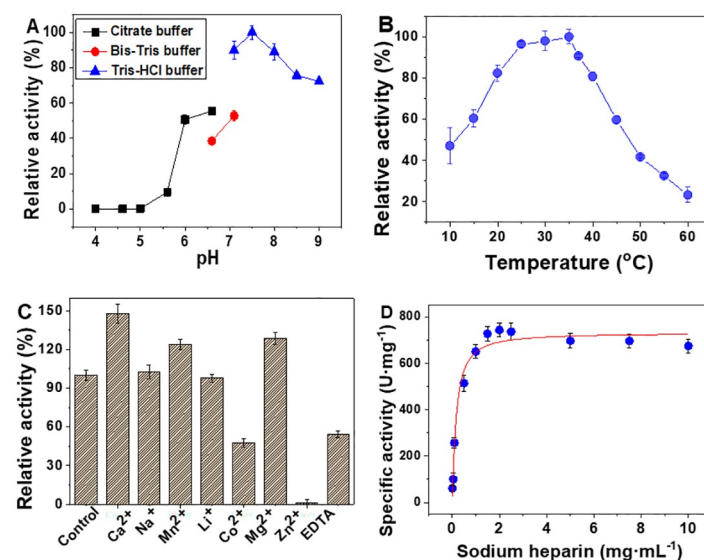 A
Citrate buffer
Bis-Tris buffer
Tris-HCl buffer
Relative activity (%)
100
80
60
40
20
0
4 5 6 7 8 9
pH
B
Relative activity (%)
120
100
80
60
40
20
0
10 20 30 40 50 60
Temperature (°C)
C
Relative activity (%)
150
120
90
60
30
0
Control Ca²⁺ Na⁺ Mn²⁺ Li⁺ Co²⁺ Mg²⁺ Zn²⁺ EDTA
D
Specific activity (U·mg⁻¹)
800
600
400
200
0
0 2 4 6 8 10
Sodium heparin (mg·mL⁻¹)